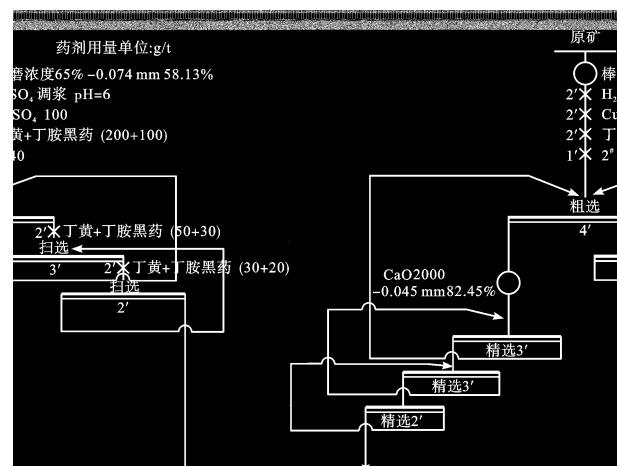 药剂用量单位:g/t
原矿
磨浓度65% -0.074 mm 58.13%
棒
SO₄ 调浆 pH=6
2′ H₂
SO₄ 100
2′ Cu
黄+丁胺黑药 (200+100)
2′ 丁
40
1′ 2#
粗选
4′
2′ 丁黄+丁胺黑药 (50+30)
扫选
3′
2′ 丁黄+丁胺黑药 (30+20)
扫选
2′
CaO2000
-0.045 mm82.45%
精选3′
精选3′
精选2′